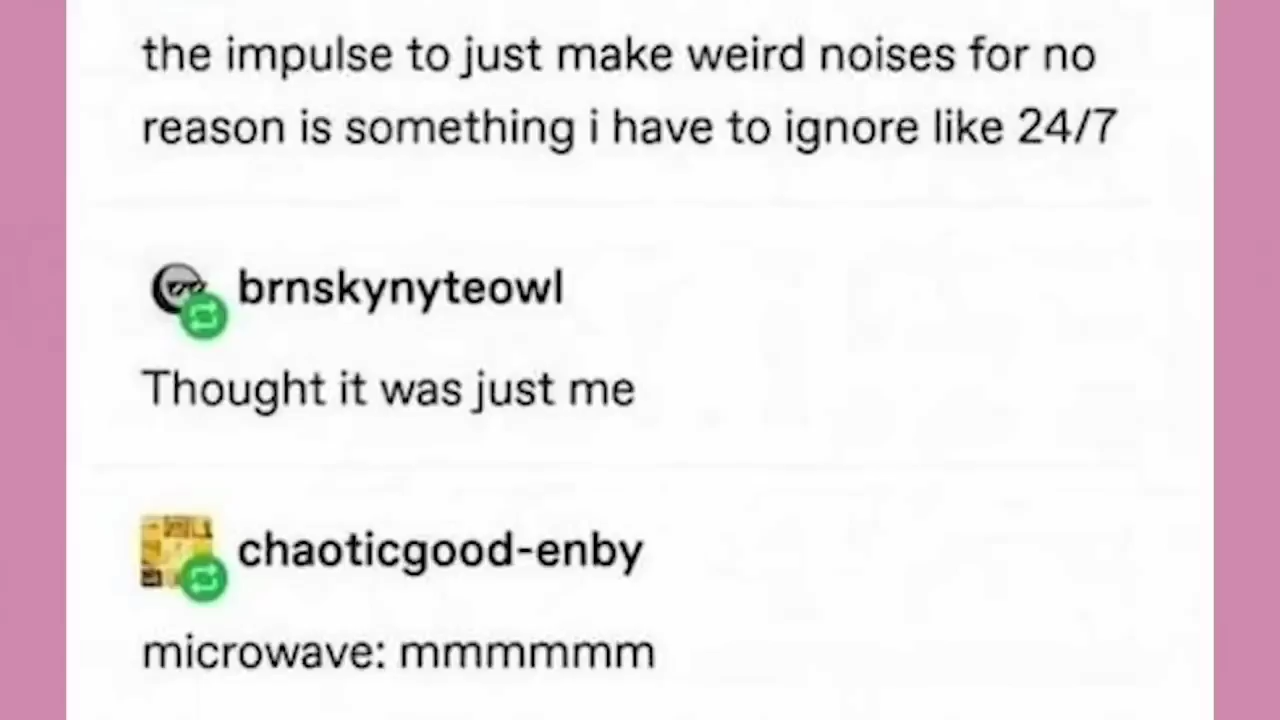 the impulse to just make weird noises for no
reason is something i have to ignore like 24/7
brnskynyteowl
Thought it was just me
chaoticgood-enby
microwave: mmmmmm